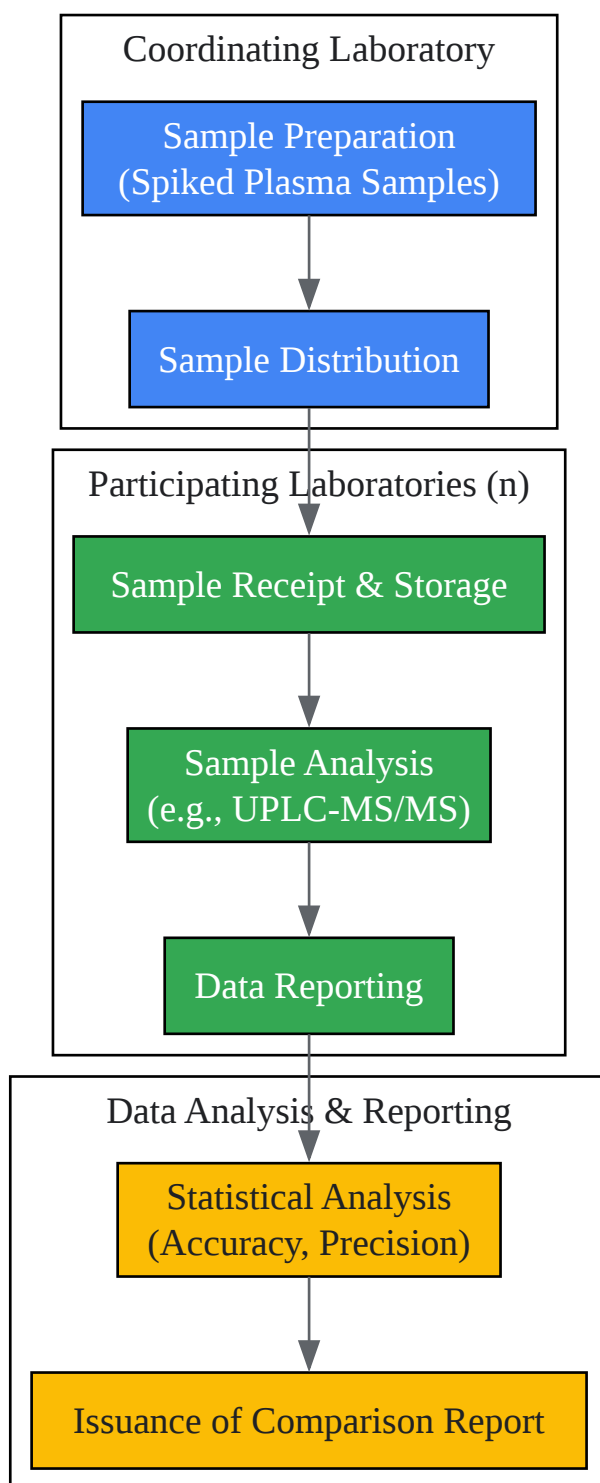 Coordinating Laboratory
Sample Preparation
(Spiked Plasma Samples)
Sample Distribution
Participating Laboratories (n)
Sample Receipt & Storage
Sample Analysis
(e.g., UPLC-MS/MS)
Data Reporting
Data Analysis & Reporting
Statistical Analysis
(Accuracy, Precision)
Issuance of Comparison Report